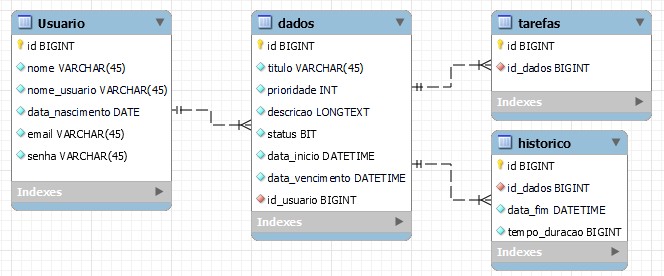 Usuario
id BIGINT
nome VARCHAR(45)
nome_usuario VARCHAR(45)
data_nascimento DATE
email VARCHAR(45)
senha VARCHAR(45)
Indexes
dados
id BIGINT
titulo VARCHAR(45)
prioridade INT
descricao LONGTEXT
status BIT
data_inicio DATETIME
data_vencimento DATETIME
id_usuario BIGINT
Indexes
tarefas
id BIGINT
id_dados BIGINT
Indexes
historico
id BIGINT
id_dados BIGINT
data_fim DATETIME
tempo_duracao BIGINT
Indexes